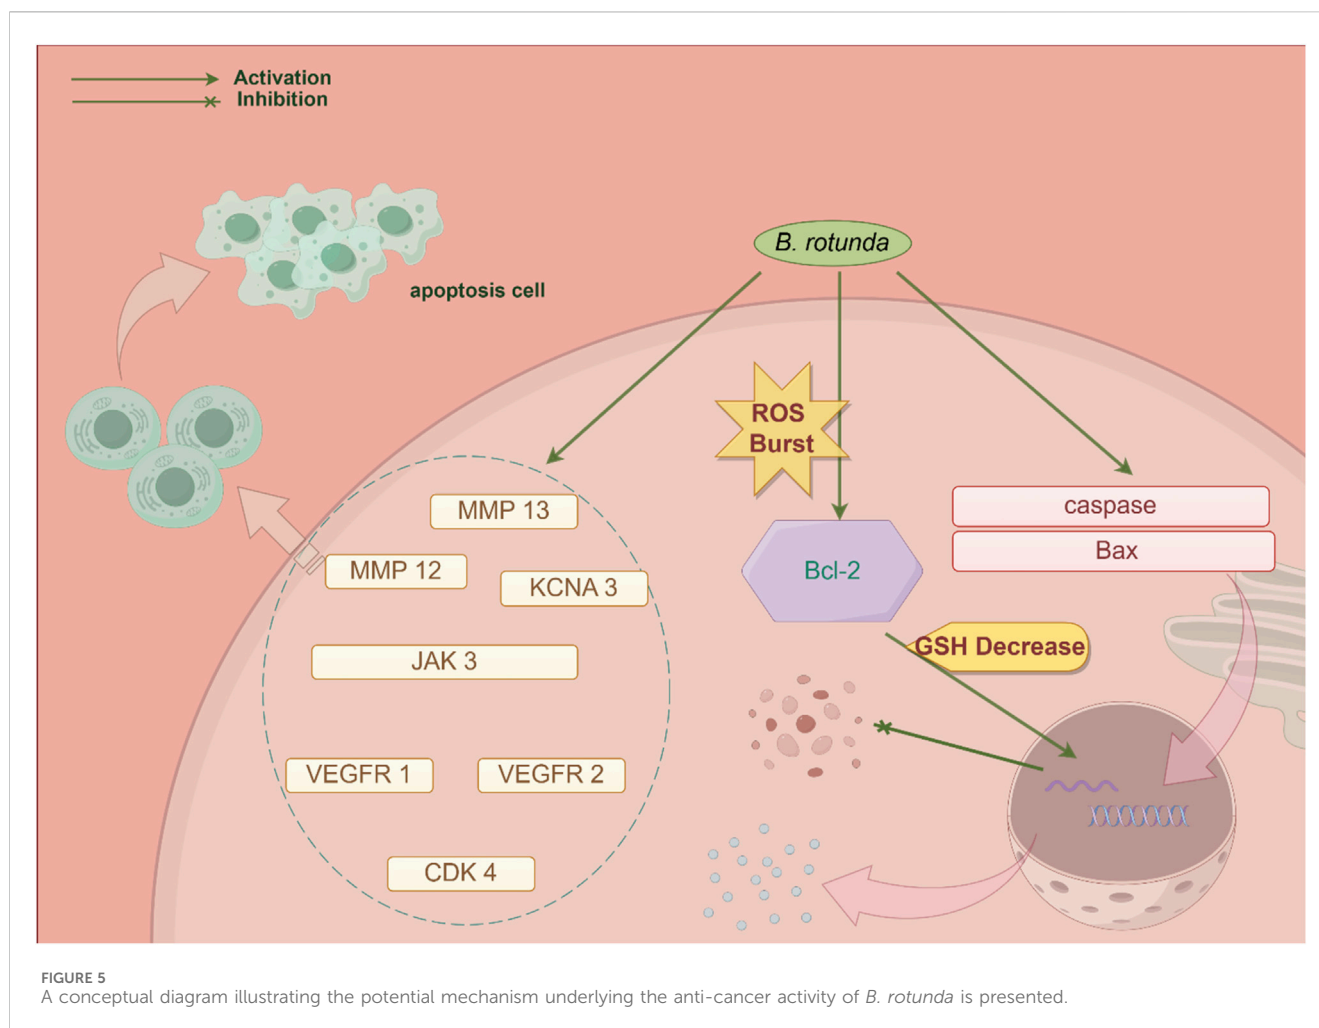 Activation
Inhibition
B. rotunda
apoptosis cell
ROS
Burst
MMP 13
caspase
Bax
MMP 12
KCNA 3
Bcl-2
JAK 3
GSH Decrease
VEGFR 1
VEGFR 2
CDK 4
FIGURE 5
A conceptual diagram illustrating the potential mechanism underlying the anti-cancer activity of B. rotunda is presented.